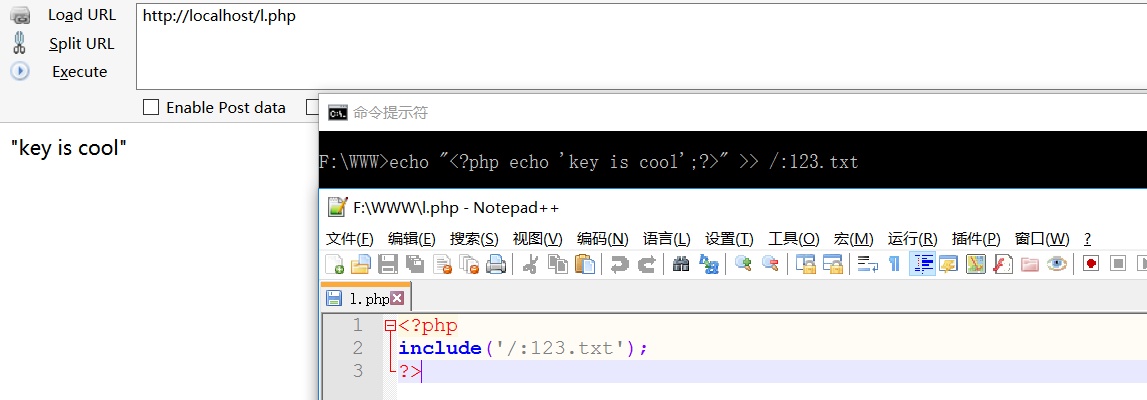 Load URL
http://localhost/l.php
Split URL
Execute
Enable Post data
"key is cool"
命令提示符
F:\WWW>echo "<?php echo 'key is cool';?>" >> /:123.txt
F:\WWW\l.php - Notepad++
文件(F) 编辑(E) 搜索(S) 视图(V) 编码(N) 语言(L) 设置(T) 工具(O) 宏(M) 运行(R) 插件(P) 窗口(W) ?
l.php
1 <?php
2 include('/:123.txt');
3 ?>